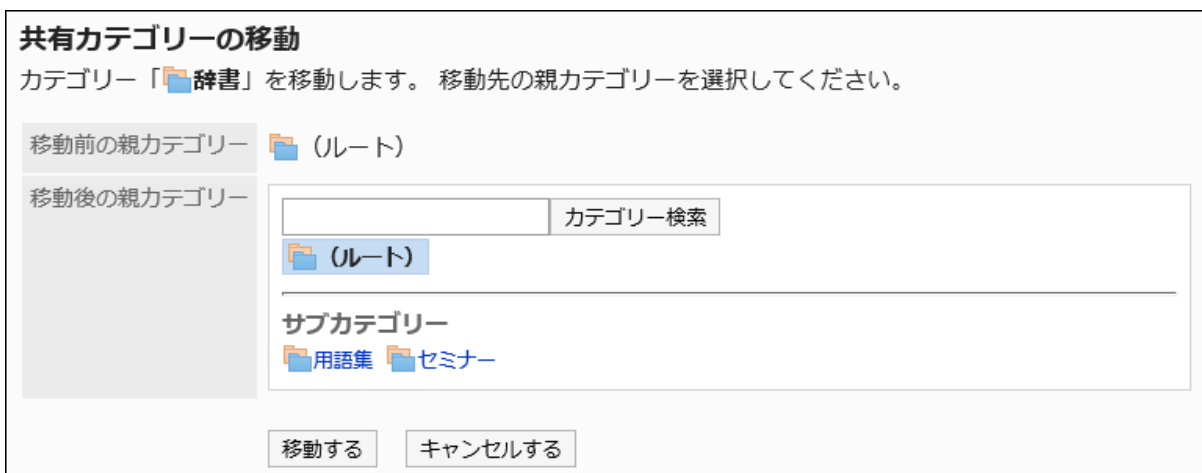 共有カテゴリーの移動
カテゴリー「辞書」を移動します。 移動先の親カテゴリーを選択してください。
移動前の親カテゴリー (ルート)
移動後の親カテゴリー
カテゴリー検索
(ルート)
サブカテゴリー
用語集 セミナー
移動する キャンセルする